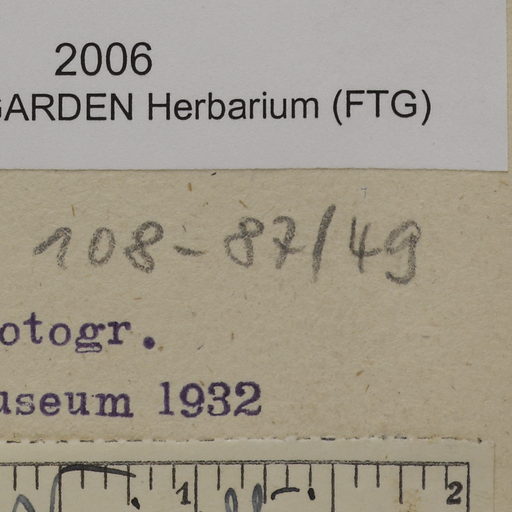 2006
GARDEN Herbarium (FTG)
108-87/49
otogr.
useum 1932
1 2